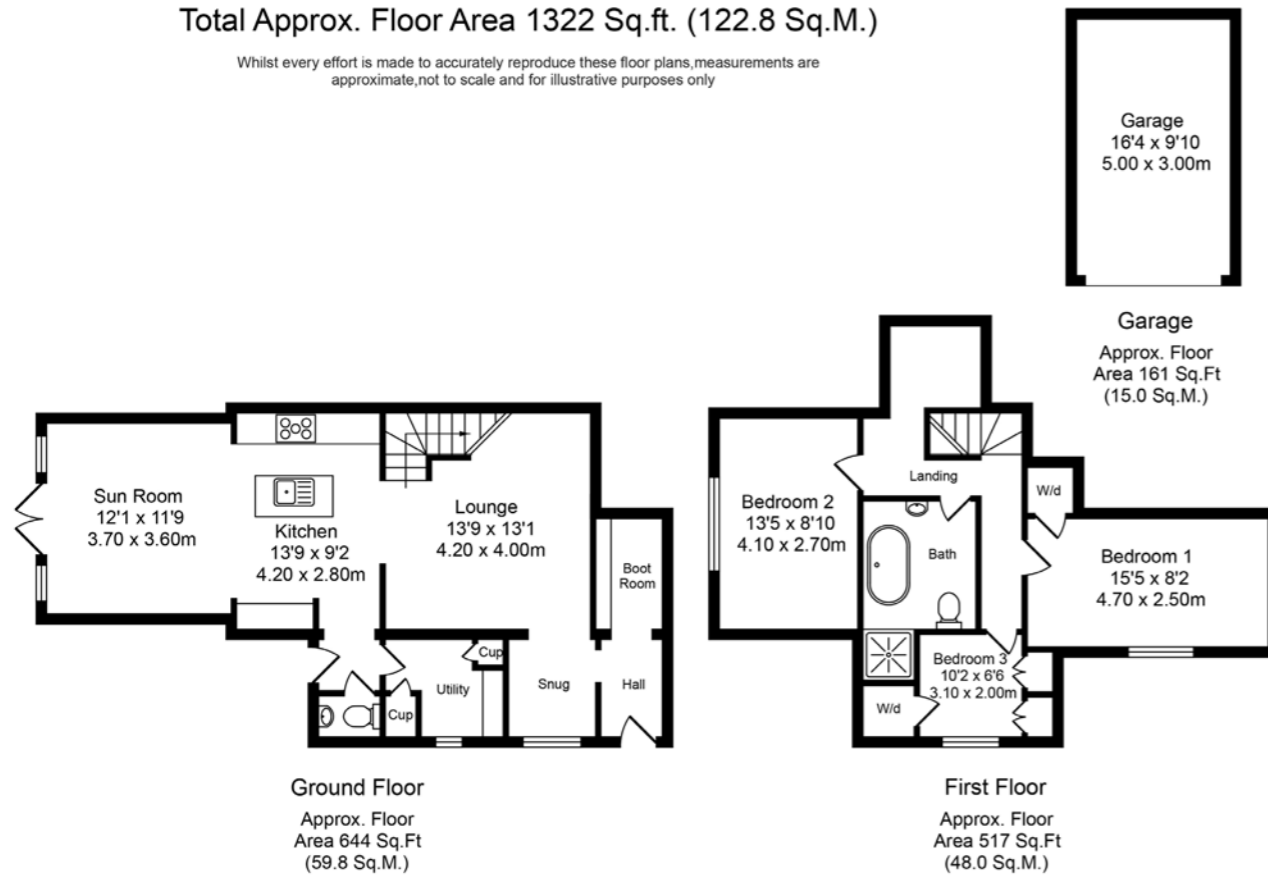 Total Approx. Floor Area 1322 Sq.ft. (122.8 Sq.M.)
Whilst every effort is made to accurately reproduce these floor plans,measurements are
approximate,not to scale and for illustrative purposes only
Garage
16'4 x 9'10
5.00 x 3.00m
Garage
Approx. Floor
Area 161 Sq.Ft
(15.0 Sq.M.)
Sun Room
12'1 x 11'9
3.70 x 3.60m
Kitchen
13'9 x 9'2
4.20 x 2.80m
Lounge
13'9 x 13'1
4.20 x 4.00m
Boot
Room
Cup
Utility
Cup
Snug
Hall
Ground Floor
Approx. Floor
Area 644 Sq.Ft
(59.8 Sq.M.)
Landing
W/d
Bedroom 2
13'5 x 8'10
4.10 x 2.70m
Bath
Bedroom 1
15'5 x 8'2
4.70 x 2.50m
Bedroom 3
10'2 x 6'6
3.10 x 2.00m
W/d
First Floor
Approx. Floor
Area 517 Sq.Ft
(48.0 Sq.M.)